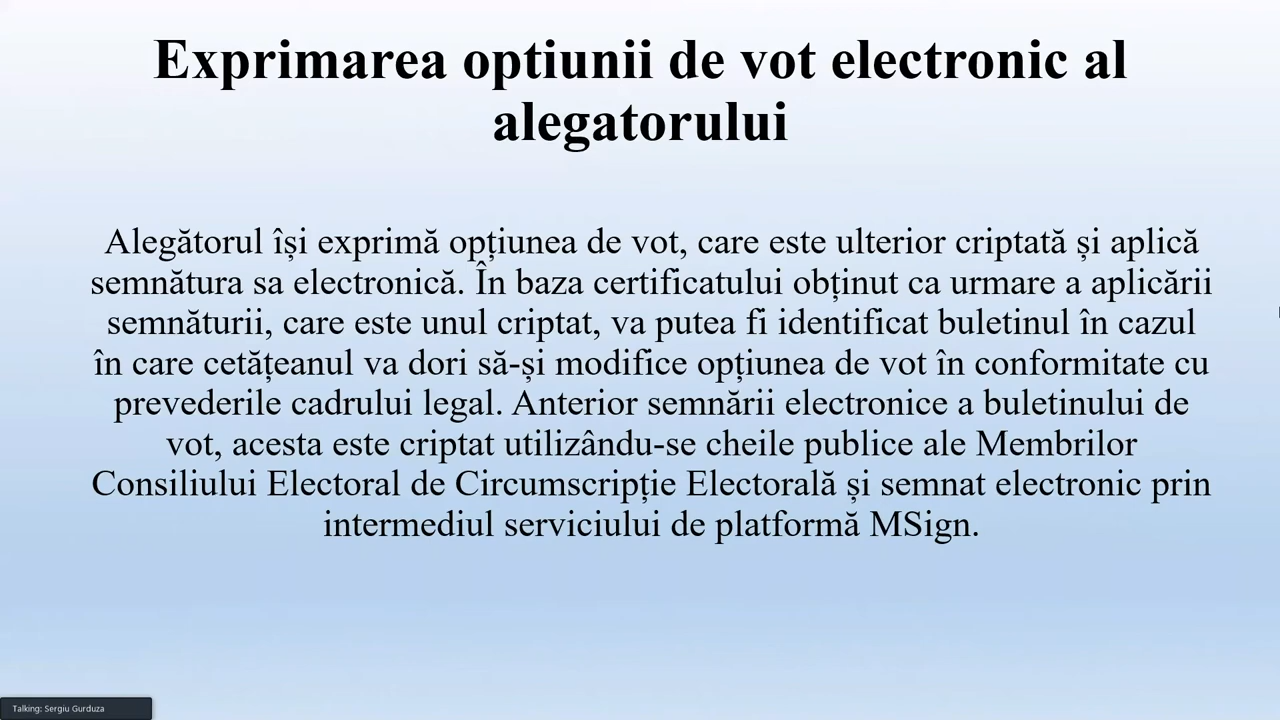 Exprimarea optiunii de vot electronic al
alegatorului
Alegătorul își exprimă opțiunea de vot, care este ulterior criptată și aplică
semnătura sa electronică. În baza certificatului obținut ca urmare a aplicării
semnăturii, care este unul criptat, va putea fi identificat buletinul în cazul
în care cetățeanul va dori să-și modifice opțiunea de vot în conformitate cu
prevederile cadrului legal. Anterior semnării electronice a buletinului de
vot, acesta este criptat utilizându-se cheile publice ale Membrilor
Consiliului Electoral de Circumscripție Electorală și semnat electronic prin
intermediul serviciului de platformă MSign.
Talking: Sergiu Gurduza